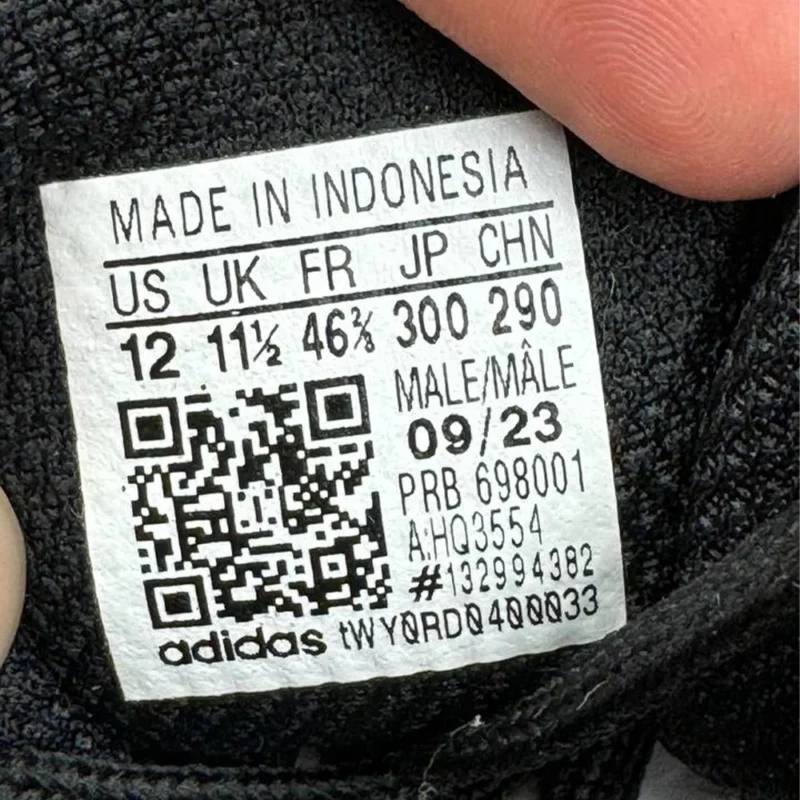 MADE IN INDONESIA
US UK FR JP CHN
12 11½ 46⅔ 300 290
MALE/MÂLE
09/23
PRB 698001
A:HQ3554
#132994382
adidas tWY0RD0400033